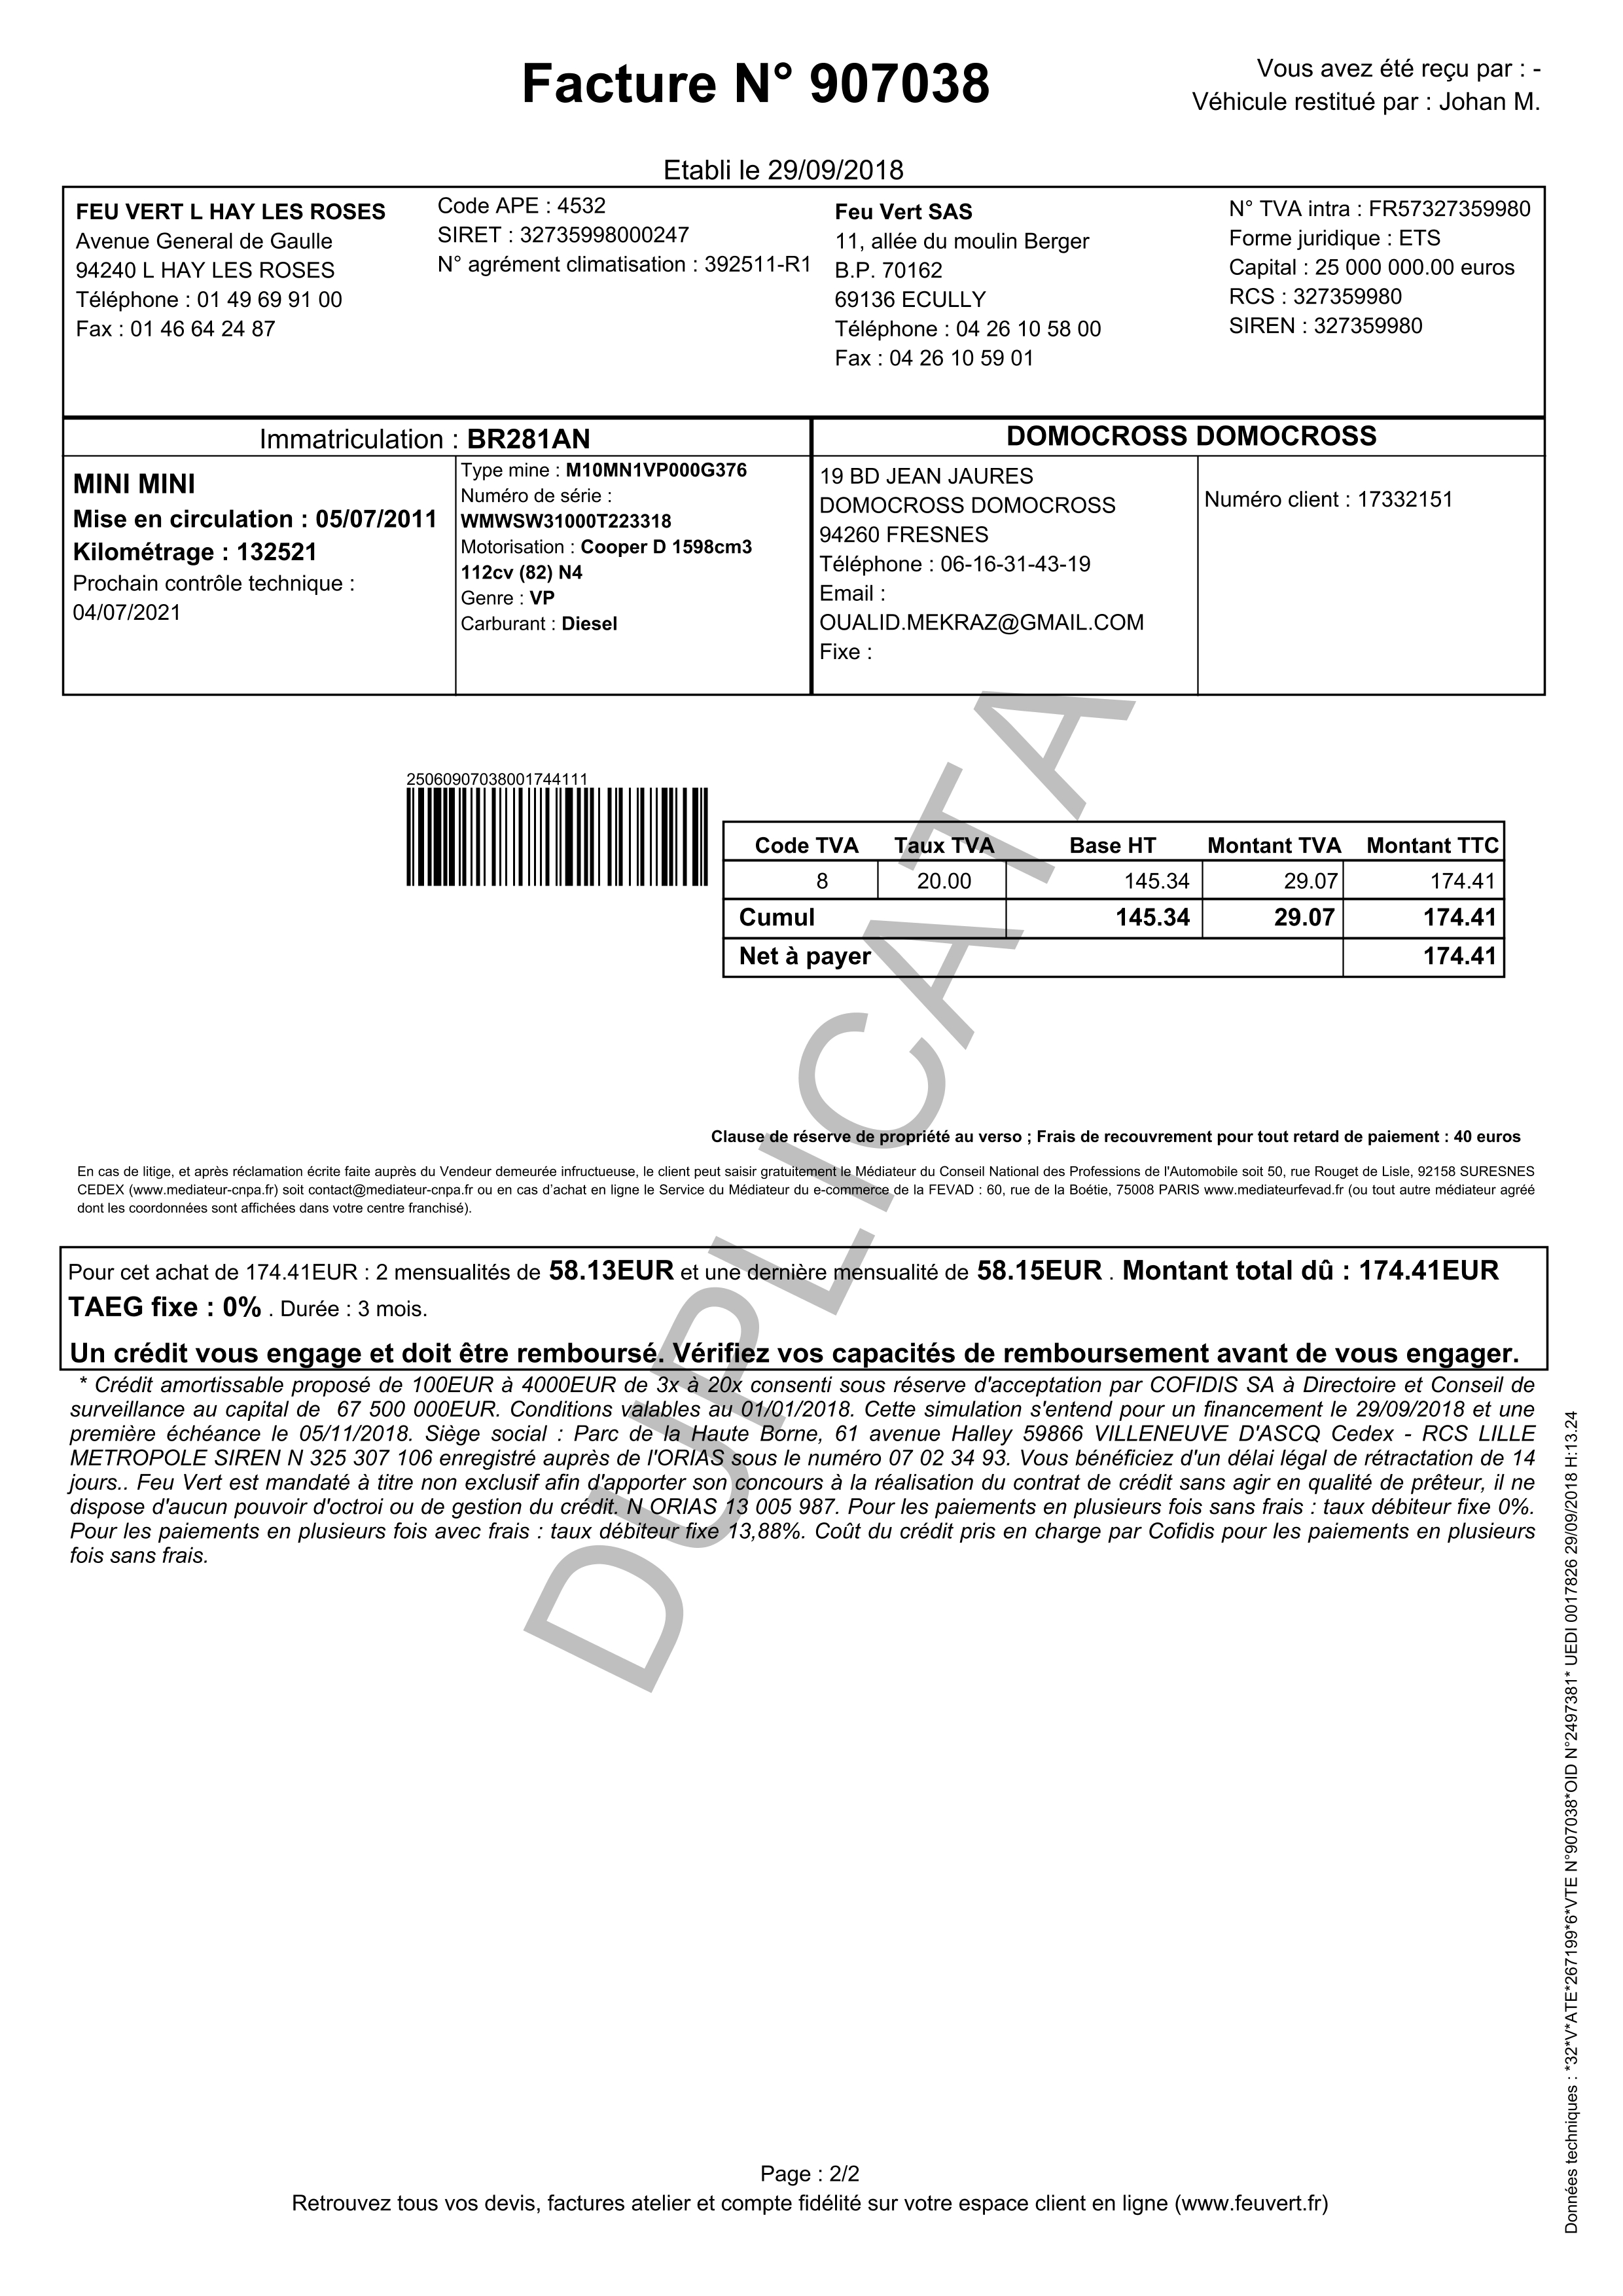 Facture N° 907038
Vous avez été reçu par : -
Véhicule restitué par : Johan M.
Etabli le 29/09/2018
FEU VERT L HAY LES ROSES
Avenue General de Gaulle
94240 L HAY LES ROSES
Téléphone : 01 49 69 91 00
Fax : 01 46 64 24 87
Code APE : 4532
SIRET : 32735998000247
N° agrément climatisation : 392511-R1
Feu Vert SAS
11, allée du moulin Berger
B.P. 70162
69136 ECULLY
Téléphone : 04 26 10 58 00
Fax : 04 26 10 59 01
N° TVA intra : FR57327359980
Forme juridique : ETS
Capital : 25 000 000.00 euros
RCS : 327359980
SIREN : 327359980
Immatriculation : BR281AN
MINI MINI
Mise en circulation : 05/07/2011
Kilométrage : 132521
Prochain contrôle technique :
04/07/2021
Type mine : M10MN1VP000G376
Numéro de série :
WMWSW31000T223318
Motorisation : Cooper D 1598cm3
112cv (82) N4
Genre : VP
Carburant : Diesel
DOMOCROSS DOMOCROSS
19 BD JEAN JAURES
DOMOCROSS DOMOCROSS
94260 FRESNES
Téléphone : 06-16-31-43-19
Email :
OUALID.MEKRAZ@GMAIL.COM
Fixe :
Numéro client : 17332151
25060907038001744111
Code TVA Taux TVA Base HT Montant TVA Montant TTC
8 20.00 145.34 29.07 174.41
Cumul 145.34 29.07 174.41
Net à payer 174.41
DUPLICATA
Clause de réserve de propriété au verso ; Frais de recouvrement pour tout retard de paiement : 40 euros
En cas de litige, et après réclamation écrite faite auprès du Vendeur demeurée infructueuse, le client peut saisir gratuitement le Médiateur du Conseil National des Professions de l'Automobile soit 50, rue Rouget de Lisle, 92158 SURESNES
CEDEX (www.mediateur-cnpa.fr) soit contact@mediateur-cnpa.fr ou en cas d'achat en ligne le Service du Médiateur du e-commerce de la FEVAD : 60, rue de la Boétie, 75008 PARIS www.mediateurfevad.fr (ou tout autre médiateur agréé
dont les coordonnées sont affichées dans votre centre franchisé).
Pour cet achat de 174.41EUR : 2 mensualités de 58.13EUR et une dernière mensualité de 58.15EUR . Montant total dû : 174.41EUR
TAEG fixe : 0% . Durée : 3 mois.
Un crédit vous engage et doit être remboursé. Vérifiez vos capacités de remboursement avant de vous engager.
* Crédit amortissable proposé de 100EUR à 4000EUR de 3x à 20x consenti sous réserve d'acceptation par COFIDIS SA à Directoire et Conseil de
surveillance au capital de 67 500 000EUR. Conditions valables au 01/01/2018. Cette simulation s'entend pour un financement le 29/09/2018 et une
première échéance le 05/11/2018. Siège social : Parc de la Haute Borne, 61 avenue Halley 59866 VILLENEUVE D'ASCQ Cedex - RCS LILLE
METROPOLE SIREN N 325 307 106 enregistré auprès de l'ORIAS sous le numéro 07 02 34 93. Vous bénéficiez d'un délai légal de rétractation de 14
jours.. Feu Vert est mandaté à titre non exclusif afin d'apporter son concours à la réalisation du contrat de crédit sans agir en qualité de prêteur, il ne
dispose d'aucun pouvoir d'octroi ou de gestion du crédit. N ORIAS 13 005 987. Pour les paiements en plusieurs fois sans frais : taux débiteur fixe 0%.
Pour les paiements en plusieurs fois avec frais : taux débiteur fixe 13,88%. Coût du crédit pris en charge par Cofidis pour les paiements en plusieurs
fois sans frais.
Données techniques : *32*V*ATE*267199*6*VTE N°907038*OID N°2497381* UEDI 0017826 29/09/2018 H:13.24
Page : 2/2
Retrouvez tous vos devis, factures atelier et compte fidélité sur votre espace client en ligne (www.feuvert.fr)